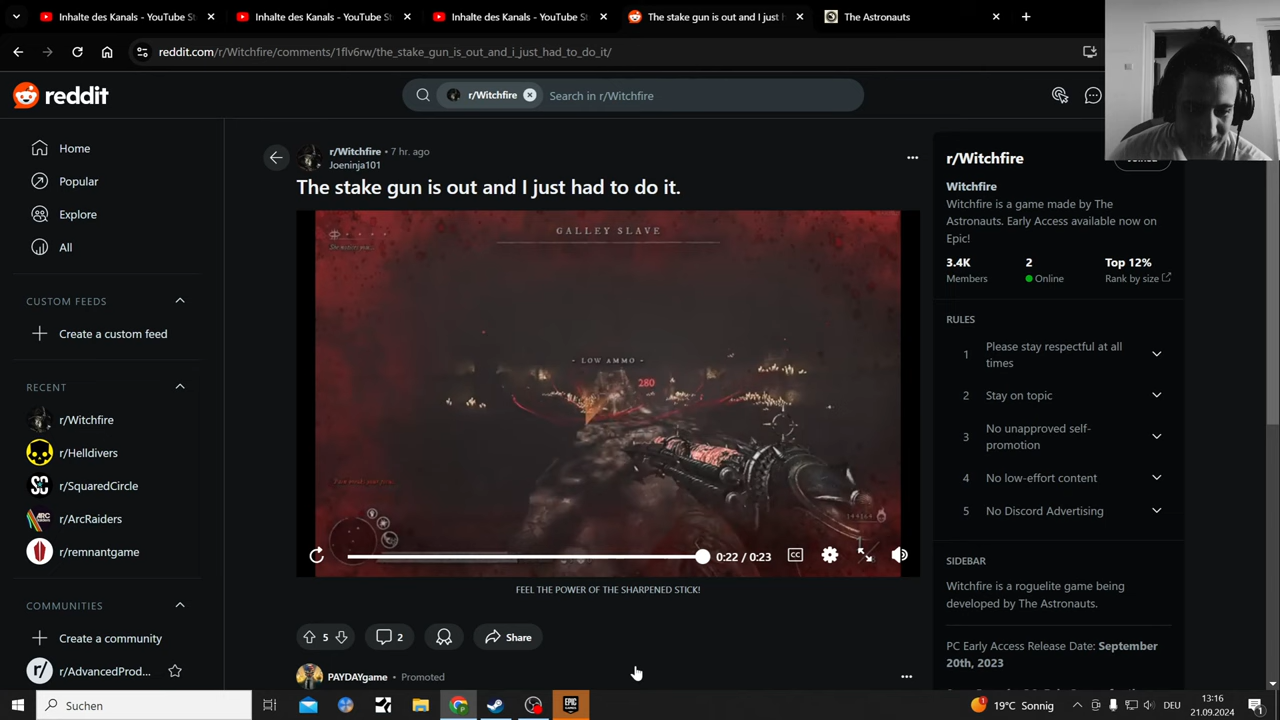 Inhalte des Kanals - YouTube St
Inhalte des Kanals - YouTube St
Inhalte des Kanals - YouTube St
The stake gun is out and I just h
The Astronauts
reddit.com/r/Witchfire/comments/1flv6rw/the_stake_gun_is_out_and_i_just_had_to_do_it/
reddit
r/Witchfire
Search in r/Witchfire
Home
Popular
Explore
All
CUSTOM FEEDS
Create a custom feed
RECENT
r/Witchfire
r/Helldivers
r/SquaredCircle
r/ArcRaiders
r/remnantgame
COMMUNITIES
Create a community
r/AdvancedProd...
r/Witchfire • 7 hr. ago
Joeninja101
The stake gun is out and I just had to do it.
GALLEY SLAVE
- LOW AMMO -
280
0:22 / 0:23
CC
FEEL THE POWER OF THE SHARPENED STICK!
5
2
Share
PAYDAYgame • Promoted
r/Witchfire
Joined
Witchfire
Witchfire is a game made by The
Astronauts. Early Access available now on
Epic!
3.4K
Members
2
Online
Top 12%
Rank by size
RULES
1 Please stay respectful at all
times
2 Stay on topic
3 No unapproved self-
promotion
4 No low-effort content
5 No Discord Advertising
SIDEBAR
Witchfire is a roguelite game being
developed by The Astronauts.
PC Early Access Release Date: September
20th, 2023
Suchen
EPIC
19°C Sonnig
DEU
13:16
21.09.2024